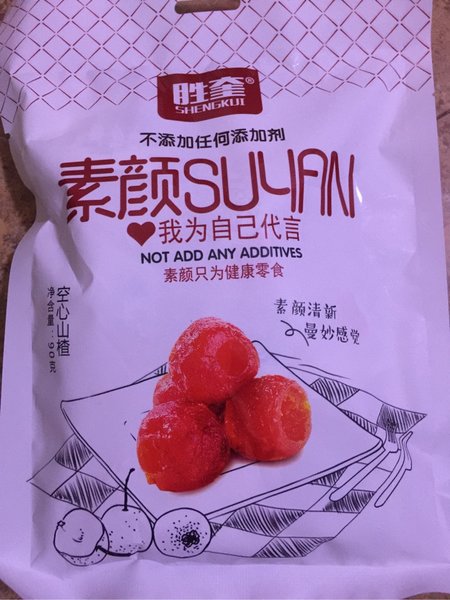 胜奎®
SHENGKUI
不添加任何添加剂
素颜SUYAN
我为自己代言
NOT ADD ANY ADDITIVES
素颜只为健康零食
素颜清新
曼妙感觉
空心山楂
净含量：90克